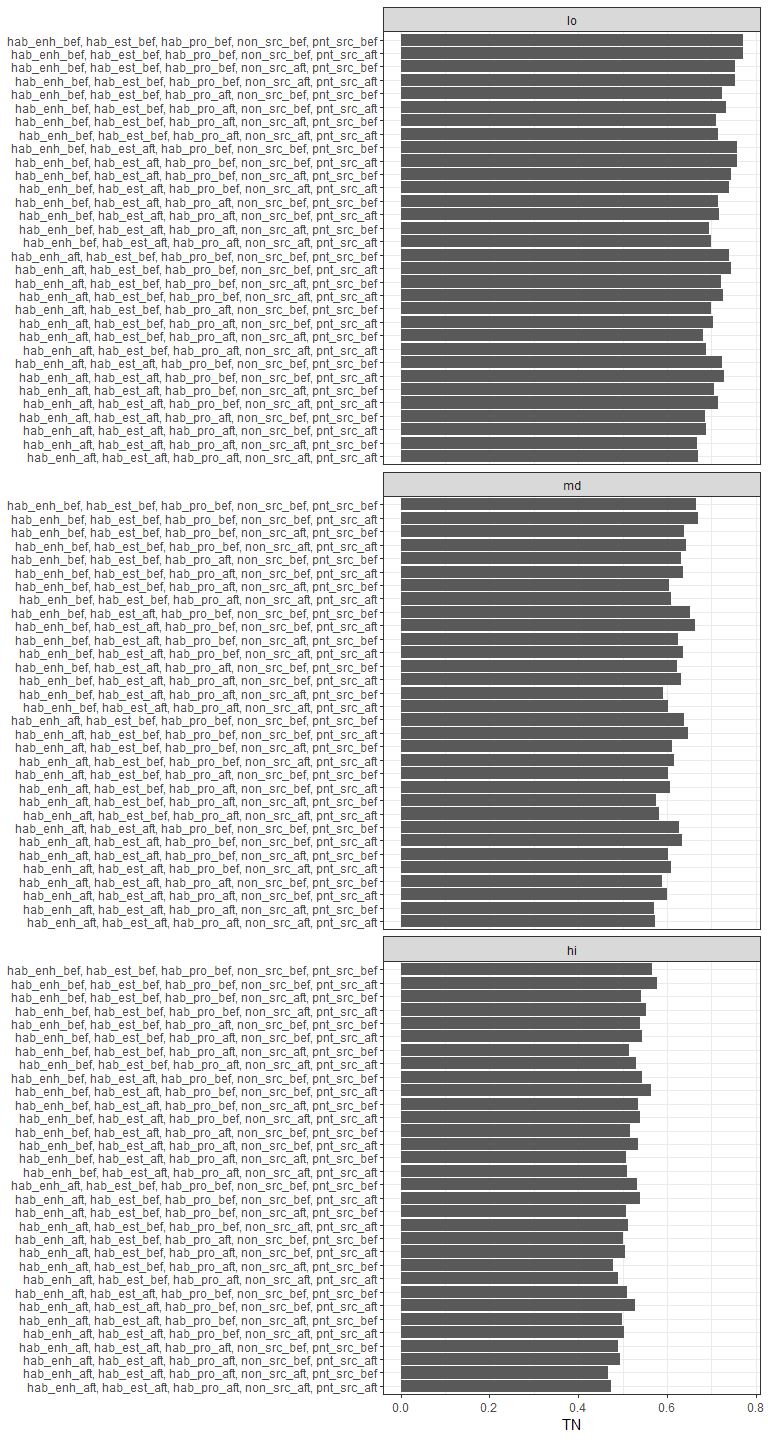 lo
hab_enh_bef, hab_est_bef, hab_pro_bef, non_src_bef, pnt_src_bef
hab_enh_bef, hab_est_bef, hab_pro_bef, non_src_bef, pnt_src_aft
hab_enh_bef, hab_est_bef, hab_pro_bef, non_src_aft, pnt_src_bef
hab_enh_bef, hab_est_bef, hab_pro_bef, non_src_aft, pnt_src_aft
hab_enh_bef, hab_est_bef, hab_pro_aft, non_src_bef, pnt_src_bef
hab_enh_bef, hab_est_bef, hab_pro_aft, non_src_bef, pnt_src_aft
hab_enh_bef, hab_est_bef, hab_pro_aft, non_src_aft, pnt_src_bef
hab_enh_bef, hab_est_bef, hab_pro_aft, non_src_aft, pnt_src_aft
hab_enh_bef, hab_est_aft, hab_pro_bef, non_src_bef, pnt_src_bef
hab_enh_bef, hab_est_aft, hab_pro_bef, non_src_bef, pnt_src_aft
hab_enh_bef, hab_est_aft, hab_pro_bef, non_src_aft, pnt_src_bef
hab_enh_bef, hab_est_aft, hab_pro_bef, non_src_aft, pnt_src_aft
hab_enh_bef, hab_est_aft, hab_pro_aft, non_src_bef, pnt_src_bef
hab_enh_bef, hab_est_aft, hab_pro_aft, non_src_bef, pnt_src_aft
hab_enh_bef, hab_est_aft, hab_pro_aft, non_src_aft, pnt_src_bef
hab_enh_bef, hab_est_aft, hab_pro_aft, non_src_aft, pnt_src_aft
hab_enh_aft, hab_est_bef, hab_pro_bef, non_src_bef, pnt_src_bef
hab_enh_aft, hab_est_bef, hab_pro_bef, non_src_bef, pnt_src_aft
hab_enh_aft, hab_est_bef, hab_pro_bef, non_src_aft, pnt_src_bef
hab_enh_aft, hab_est_bef, hab_pro_bef, non_src_aft, pnt_src_aft
hab_enh_aft, hab_est_bef, hab_pro_aft, non_src_bef, pnt_src_bef
hab_enh_aft, hab_est_bef, hab_pro_aft, non_src_bef, pnt_src_aft
hab_enh_aft, hab_est_bef, hab_pro_aft, non_src_aft, pnt_src_bef
hab_enh_aft, hab_est_bef, hab_pro_aft, non_src_aft, pnt_src_aft
hab_enh_aft, hab_est_aft, hab_pro_bef, non_src_bef, pnt_src_bef
hab_enh_aft, hab_est_aft, hab_pro_bef, non_src_bef, pnt_src_aft
hab_enh_aft, hab_est_aft, hab_pro_bef, non_src_aft, pnt_src_bef
hab_enh_aft, hab_est_aft, hab_pro_bef, non_src_aft, pnt_src_aft
hab_enh_aft, hab_est_aft, hab_pro_aft, non_src_bef, pnt_src_bef
hab_enh_aft, hab_est_aft, hab_pro_aft, non_src_bef, pnt_src_aft
hab_enh_aft, hab_est_aft, hab_pro_aft, non_src_aft, pnt_src_bef
hab_enh_aft, hab_est_aft, hab_pro_aft, non_src_aft, pnt_src_aft
md
hab_enh_bef, hab_est_bef, hab_pro_bef, non_src_bef, pnt_src_bef
hab_enh_bef, hab_est_bef, hab_pro_bef, non_src_bef, pnt_src_aft
hab_enh_bef, hab_est_bef, hab_pro_bef, non_src_aft, pnt_src_bef
hab_enh_bef, hab_est_bef, hab_pro_bef, non_src_aft, pnt_src_aft
hab_enh_bef, hab_est_bef, hab_pro_aft, non_src_bef, pnt_src_bef
hab_enh_bef, hab_est_bef, hab_pro_aft, non_src_bef, pnt_src_aft
hab_enh_bef, hab_est_bef, hab_pro_aft, non_src_aft, pnt_src_bef
hab_enh_bef, hab_est_bef, hab_pro_aft, non_src_aft, pnt_src_aft
hab_enh_bef, hab_est_aft, hab_pro_bef, non_src_bef, pnt_src_bef
hab_enh_bef, hab_est_aft, hab_pro_bef, non_src_bef, pnt_src_aft
hab_enh_bef, hab_est_aft, hab_pro_bef, non_src_aft, pnt_src_bef
hab_enh_bef, hab_est_aft, hab_pro_bef, non_src_aft, pnt_src_aft
hab_enh_bef, hab_est_aft, hab_pro_aft, non_src_bef, pnt_src_bef
hab_enh_bef, hab_est_aft, hab_pro_aft, non_src_bef, pnt_src_aft
hab_enh_bef, hab_est_aft, hab_pro_aft, non_src_aft, pnt_src_bef
hab_enh_bef, hab_est_aft, hab_pro_aft, non_src_aft, pnt_src_aft
hab_enh_aft, hab_est_bef, hab_pro_bef, non_src_bef, pnt_src_bef
hab_enh_aft, hab_est_bef, hab_pro_bef, non_src_bef, pnt_src_aft
hab_enh_aft, hab_est_bef, hab_pro_bef, non_src_aft, pnt_src_bef
hab_enh_aft, hab_est_bef, hab_pro_bef, non_src_aft, pnt_src_aft
hab_enh_aft, hab_est_bef, hab_pro_aft, non_src_bef, pnt_src_bef
hab_enh_aft, hab_est_bef, hab_pro_aft, non_src_bef, pnt_src_aft
hab_enh_aft, hab_est_bef, hab_pro_aft, non_src_aft, pnt_src_bef
hab_enh_aft, hab_est_bef, hab_pro_aft, non_src_aft, pnt_src_aft
hab_enh_aft, hab_est_aft, hab_pro_bef, non_src_bef, pnt_src_bef
hab_enh_aft, hab_est_aft, hab_pro_bef, non_src_bef, pnt_src_aft
hab_enh_aft, hab_est_aft, hab_pro_bef, non_src_aft, pnt_src_bef
hab_enh_aft, hab_est_aft, hab_pro_bef, non_src_aft, pnt_src_aft
hab_enh_aft, hab_est_aft, hab_pro_aft, non_src_bef, pnt_src_bef
hab_enh_aft, hab_est_aft, hab_pro_aft, non_src_bef, pnt_src_aft
hab_enh_aft, hab_est_aft, hab_pro_aft, non_src_aft, pnt_src_bef
hab_enh_aft, hab_est_aft, hab_pro_aft, non_src_aft, pnt_src_aft
hi
hab_enh_bef, hab_est_bef, hab_pro_bef, non_src_bef, pnt_src_bef
hab_enh_bef, hab_est_bef, hab_pro_bef, non_src_bef, pnt_src_aft
hab_enh_bef, hab_est_bef, hab_pro_bef, non_src_aft, pnt_src_bef
hab_enh_bef, hab_est_bef, hab_pro_bef, non_src_aft, pnt_src_aft
hab_enh_bef, hab_est_bef, hab_pro_aft, non_src_bef, pnt_src_bef
hab_enh_bef, hab_est_bef, hab_pro_aft, non_src_bef, pnt_src_aft
hab_enh_bef, hab_est_bef, hab_pro_aft, non_src_aft, pnt_src_bef
hab_enh_bef, hab_est_bef, hab_pro_aft, non_src_aft, pnt_src_aft
hab_enh_bef, hab_est_aft, hab_pro_bef, non_src_bef, pnt_src_bef
hab_enh_bef, hab_est_aft, hab_pro_bef, non_src_bef, pnt_src_aft
hab_enh_bef, hab_est_aft, hab_pro_bef, non_src_aft, pnt_src_bef
hab_enh_bef, hab_est_aft, hab_pro_bef, non_src_aft, pnt_src_aft
hab_enh_bef, hab_est_aft, hab_pro_aft, non_src_bef, pnt_src_bef
hab_enh_bef, hab_est_aft, hab_pro_aft, non_src_bef, pnt_src_aft
hab_enh_bef, hab_est_aft, hab_pro_aft, non_src_aft, pnt_src_bef
hab_enh_bef, hab_est_aft, hab_pro_aft, non_src_aft, pnt_src_aft
hab_enh_aft, hab_est_bef, hab_pro_bef, non_src_bef, pnt_src_bef
hab_enh_aft, hab_est_bef, hab_pro_bef, non_src_bef, pnt_src_aft
hab_enh_aft, hab_est_bef, hab_pro_bef, non_src_aft, pnt_src_bef
hab_enh_aft, hab_est_bef, hab_pro_bef, non_src_aft, pnt_src_aft
hab_enh_aft, hab_est_bef, hab_pro_aft, non_src_bef, pnt_src_bef
hab_enh_aft, hab_est_bef, hab_pro_aft, non_src_bef, pnt_src_aft
hab_enh_aft, hab_est_bef, hab_pro_aft, non_src_aft, pnt_src_bef
hab_enh_aft, hab_est_bef, hab_pro_aft, non_src_aft, pnt_src_aft
hab_enh_aft, hab_est_aft, hab_pro_bef, non_src_bef, pnt_src_bef
hab_enh_aft, hab_est_aft, hab_pro_bef, non_src_bef, pnt_src_aft
hab_enh_aft, hab_est_aft, hab_pro_bef, non_src_aft, pnt_src_bef
hab_enh_aft, hab_est_aft, hab_pro_bef, non_src_aft, pnt_src_aft
hab_enh_aft, hab_est_aft, hab_pro_aft, non_src_bef, pnt_src_bef
hab_enh_aft, hab_est_aft, hab_pro_aft, non_src_bef, pnt_src_aft
hab_enh_aft, hab_est_aft, hab_pro_aft, non_src_aft, pnt_src_bef
hab_enh_aft, hab_est_aft, hab_pro_aft, non_src_aft, pnt_src_aft
0.0 0.2 0.4 0.6 0.8
TN